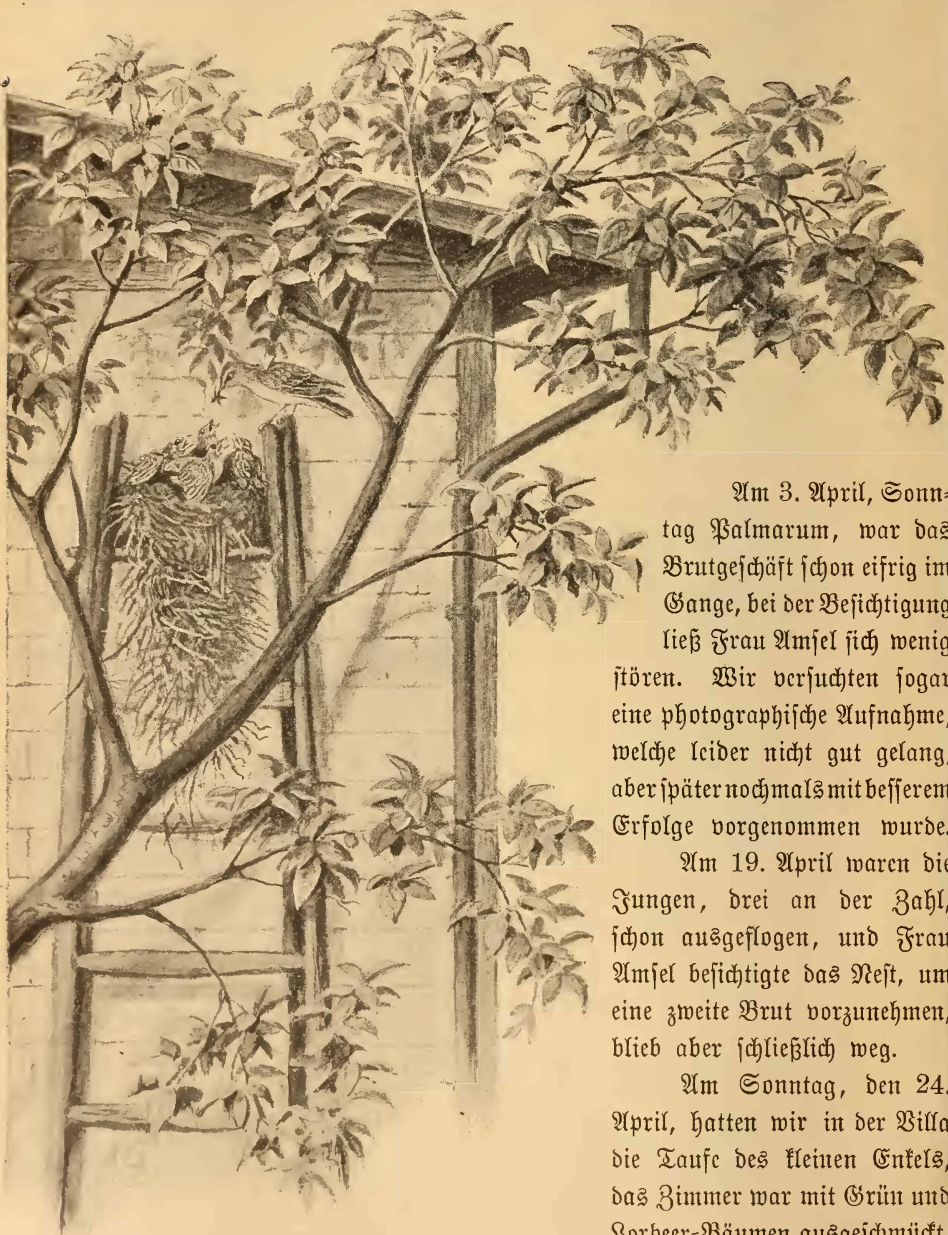 Am 3. April, Sonn-
tag Palmarum, war das
Brutgeschäft schon eifrig im
Gange, bei der Besichtigung
ließ Frau Amsel sich wenig
stören. Wir versuchten sogar
eine photographische Aufnahme,
welche leider nicht gut gelang,
aber später nochmals mit besserem
Erfolge vorgenommen wurde.
Am 19. April waren die
Jungen, drei an der Zahl,
schon ausgeflogen, und Frau
Amsel besichtigte das Nest, um
eine zweite Brut vorzunehmen,
blieb aber schließlich weg.
Am Sonntag, den 24.
April, hatten wir in der Villa
die Taufe des kleinen Enkels,
das Zimmer war mit Grün und
Lorbeer-Bäumen ausgeschmückt,